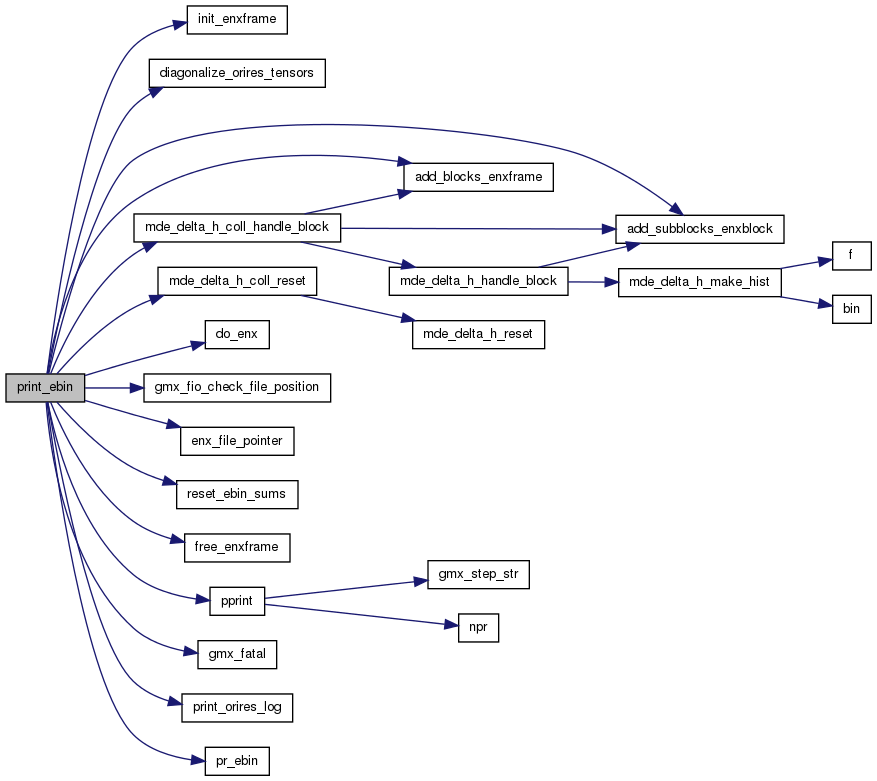 init_enxframe
diagonalize_orires_tensors
add_blocks_enxframe
mde_delta_h_coll_handle_block
add_subblocks_enxblock
f
mde_delta_h_coll_reset
mde_delta_h_handle_block
mde_delta_h_make_hist
bin
do_enx
mde_delta_h_reset
print_ebin
gmx_fio_check_file_position
enx_file_pointer
reset_ebin_sums
free_enxframe
gmx_step_str
pprint
npr
gmx_fatal
print_orires_log
pr_ebin